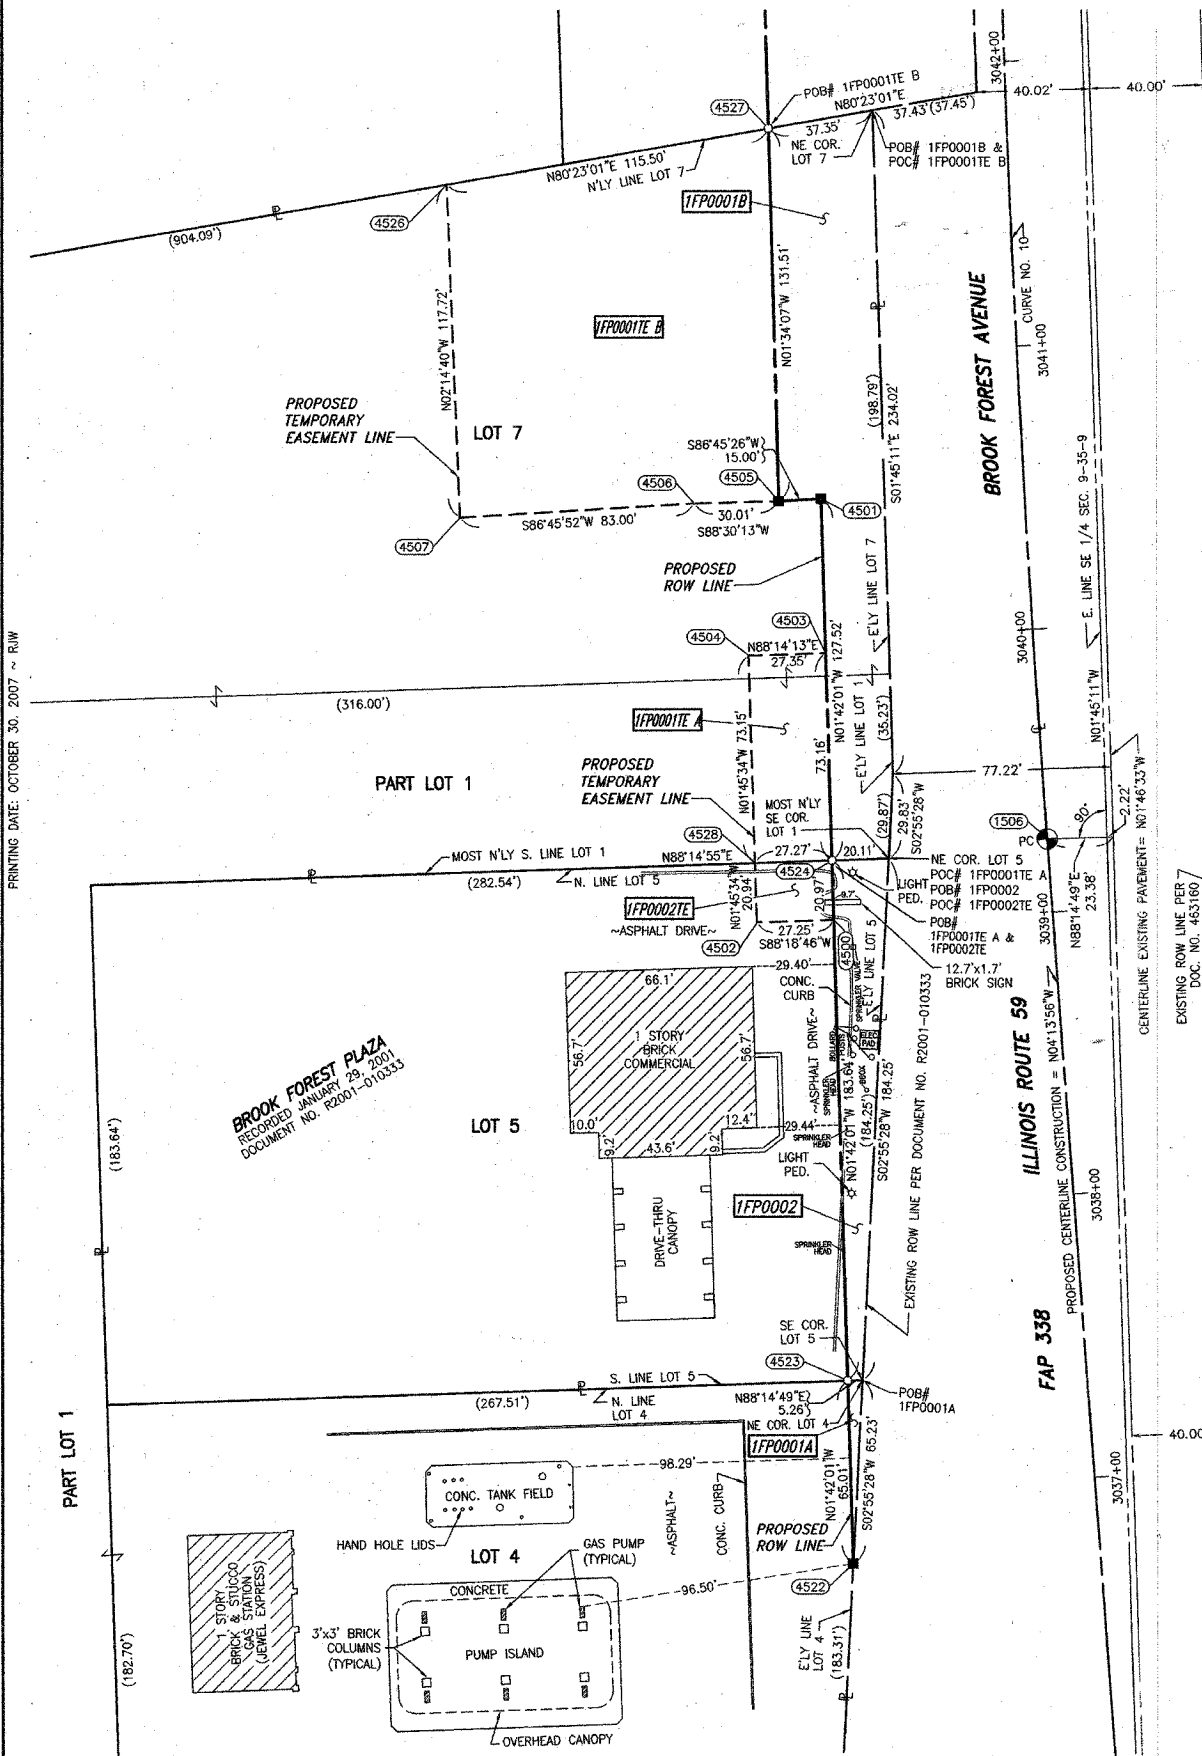 PRINTING DATE: OCTOBER 30, 2007 ~ RJW
3042+00
40.02'
40.00'
POB# 1FP0001TE B
N80°23'01"E
37.43'(37.45')
4527
37.35'
NE COR.
LOT 7
POB# 1FP0001B &
POC# 1FP0001TE B
N80°23'01"E 115.50'
N'LY LINE LOT 7
4526
(904.09')
1FP0001B
N01°34'07"W 131.51'
1FP0001TE B
N02°14'40"W 117.72'
PROPOSED
TEMPORARY
EASEMENT LINE
LOT 7
(198.79')
S01°45'11"E 234.02'
BROOK FOREST AVENUE
CURVE NO. 10
3041+00
E. LINE SE 1/4 SEC. 9-35-9
S86°45'26"W
15.00'
4505
4506
4501
30.01'
S88°30'13"W
S86°45'52"W 83.00'
4507
PROPOSED
ROW LINE
E'LY LINE LOT 7
3040+00
4503
4504
N88°14'13"E
27.35'
N01°42'01"W 127.52'
(316.00')
1FP0001TE A
N01°45'34"W 73.15'
73.16'
E'LY LINE LOT 1
(35.23')
N01°45'11"W
PART LOT 1
PROPOSED
TEMPORARY
EASEMENT LINE
MOST N'LY
SE COR.
LOT 1
(29.87')
29.83'
S02°55'28"W
77.22'
1506
PC
90°
2.22'
4528
MOST N'LY S. LINE LOT 1
N88°14'55"E
27.27'
20.11'
4524
(282.54')
N. LINE LOT 5
NE COR. LOT 5
POC# 1FP0001TE A
POB# 1FP0002
POC# 1FP0002TE
LIGHT
PED.
POB#
1FP0001TE A &
1FP0002TE
N88°14'49"E
23.38'
3039+00
1FP0002TE
~ASPHALT DRIVE~
N01°45'34"W
20.94'
20.97'
9.7'
4502
27.25'
S88°18'46"W
4500
12.7'x1.7'
BRICK SIGN
29.40'
CONC.
CURB
66.1'
56.7'
1 STORY
BRICK
COMMERCIAL
56.7'
SPRINKLER VALVE
E'LY LINE LOT 5
BOLLARD
POSTS
ELEC
PAD
BBOX
SPRINKLER
HEAD
~ASPHALT DRIVE~
N01°42'01"W 183.64'
(184.25')
S02°55'28"W 184.25'
EXISTING ROW LINE PER DOCUMENT NO. R2001-010333
ILLINOIS ROUTE 59
CENTERLINE EXISTING PAVEMENT= N01°46'33"W
EXISTING ROW LINE PER
DOC. NO. 463160
BROOK FOREST PLAZA
RECORDED JANUARY 29, 2001
DOCUMENT NO. R2001-010333
LOT 5
10.0'
9.2'
43.6'
9.2'
12.4'
29.44'
SPRINKLER
HEAD
LIGHT
PED.
(183.64')
DRIVE-THRU
CANOPY
1FP0002
SPRINKLER
HEAD
3038+00
PROPOSED CENTERLINE CONSTRUCTION = N04°13'56"W
FAP 338
SE COR.
LOT 5
4523
S. LINE LOT 5
(267.51')
N. LINE
LOT 4
N88°14'49"E
5.26'
POB#
1FP0001A
NE COR. LOT 4
1FP0001A
40.00
PART LOT 1
98.29'
CONC. TANK FIELD
HAND HOLE LIDS
~ASPHALT~
CONC. CURB
N01°42'01"W
65.01'
S02°55'28"W 65.23'
3037+00
PROPOSED
ROW LINE
LOT 4
GAS PUMP
(TYPICAL)
96.50'
4522
1 STORY
BRICK & STUCCO
GAS STATION
(JEWEL EXPRESS)
CONCRETE
3'x3' BRICK
COLUMNS
(TYPICAL)
PUMP ISLAND
E'LY LINE
LOT 4
(183.31')
(182.70')
OVERHEAD CANOPY